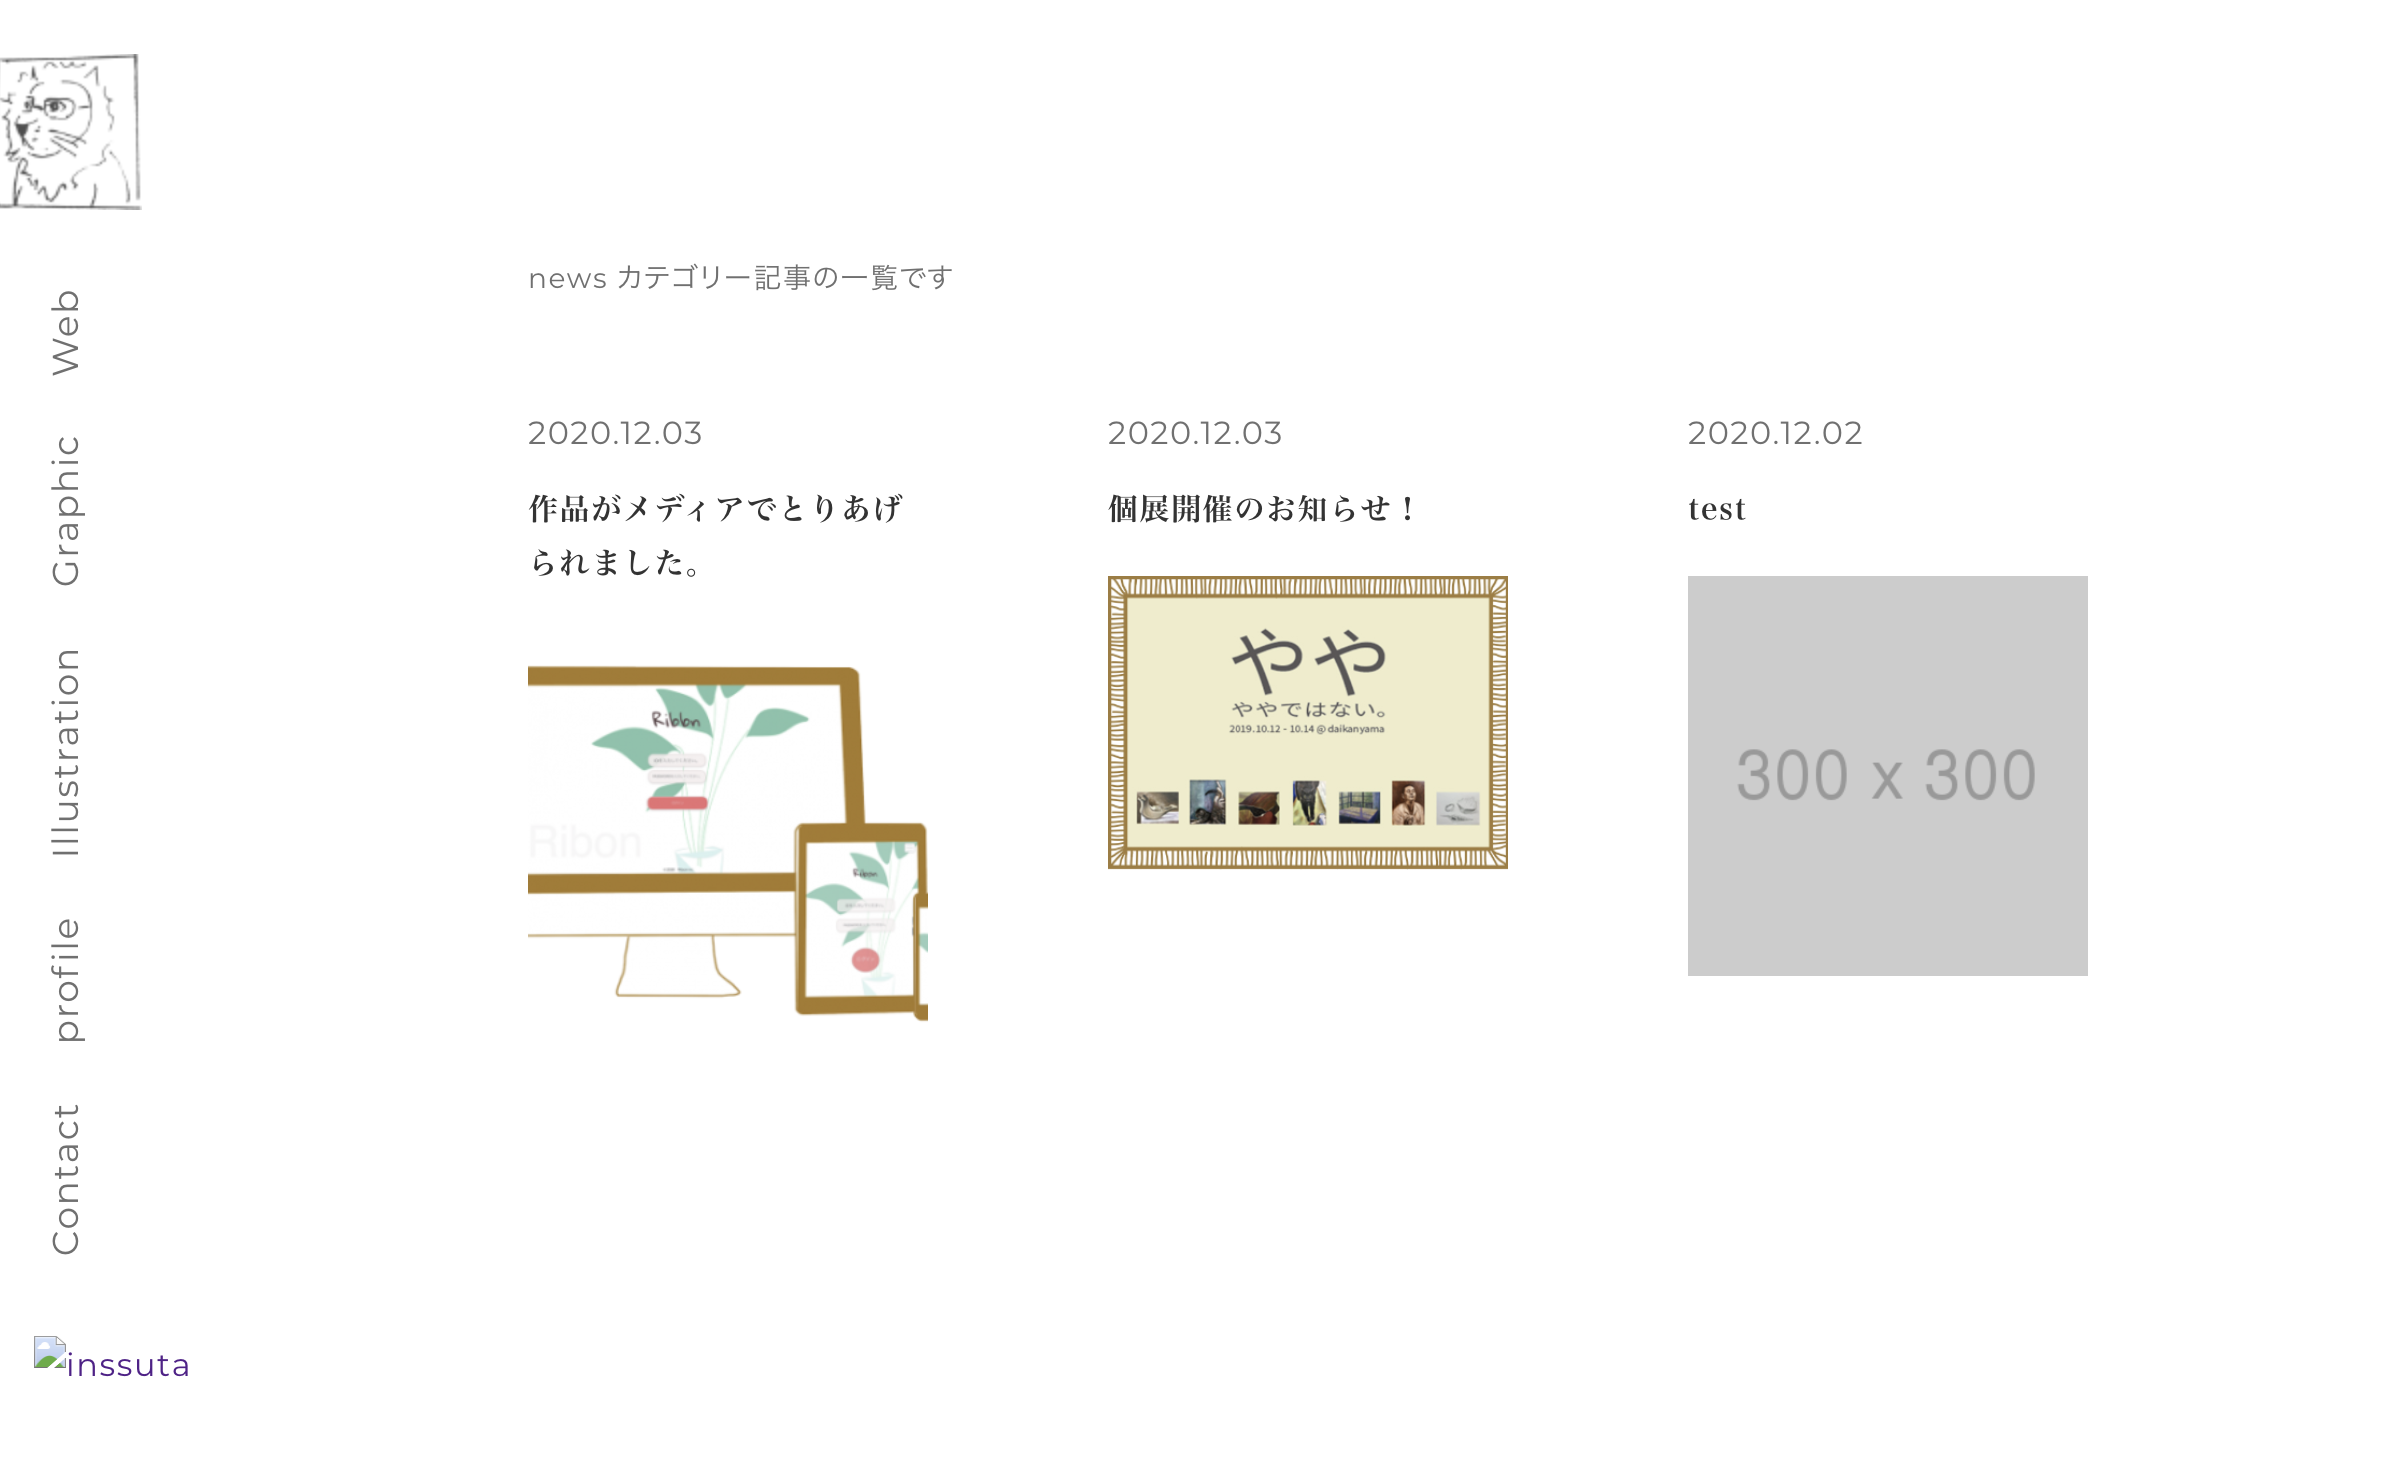 Web
Graphic
Illustration
profile
Contact
inssuta
news カテゴリー記事の一覧です
2020.12.03
作品がメディアでとりあげ
られました。
Ribbon
Ribon
Ribbon
2020.12.03
個展開催のお知らせ！
やや
ややではない。
2019.10.12 - 10.14 @ daikanyama
2020.12.02
test
300 x 300